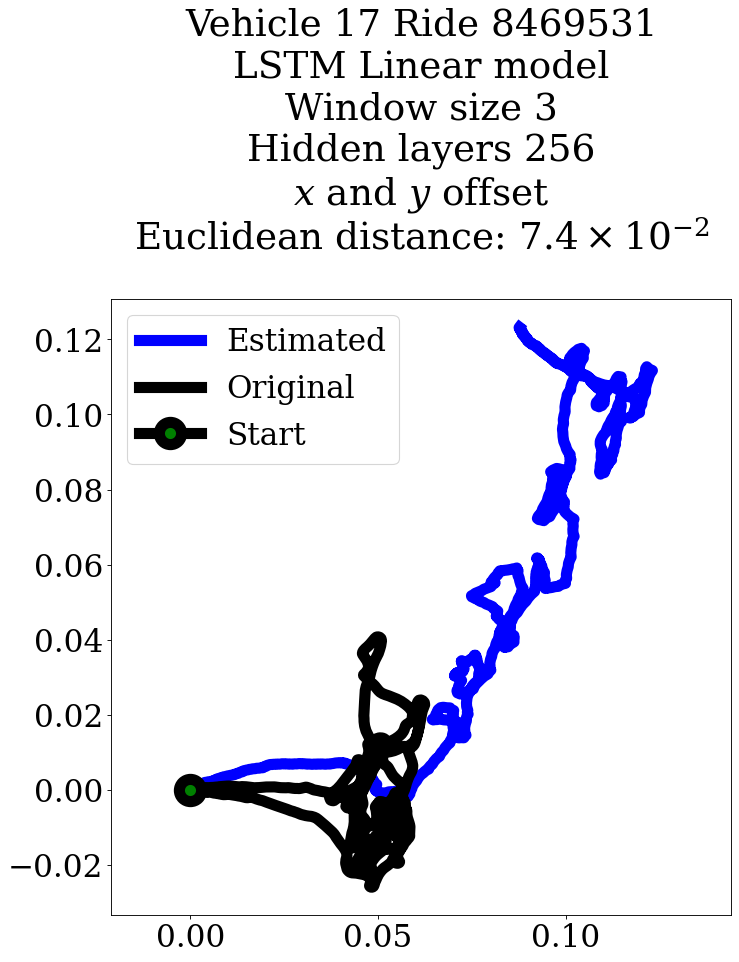 Vehicle 17 Ride 8469531
LSTM Linear model
Window size 3
Hidden layers 256
x and y offset
Euclidean distance: 7.4 × 10⁻²
Estimated
Original
Start
0.12
0.10
0.08
0.06
0.04
0.02
0.00
−0.02
0.00 0.05 0.10